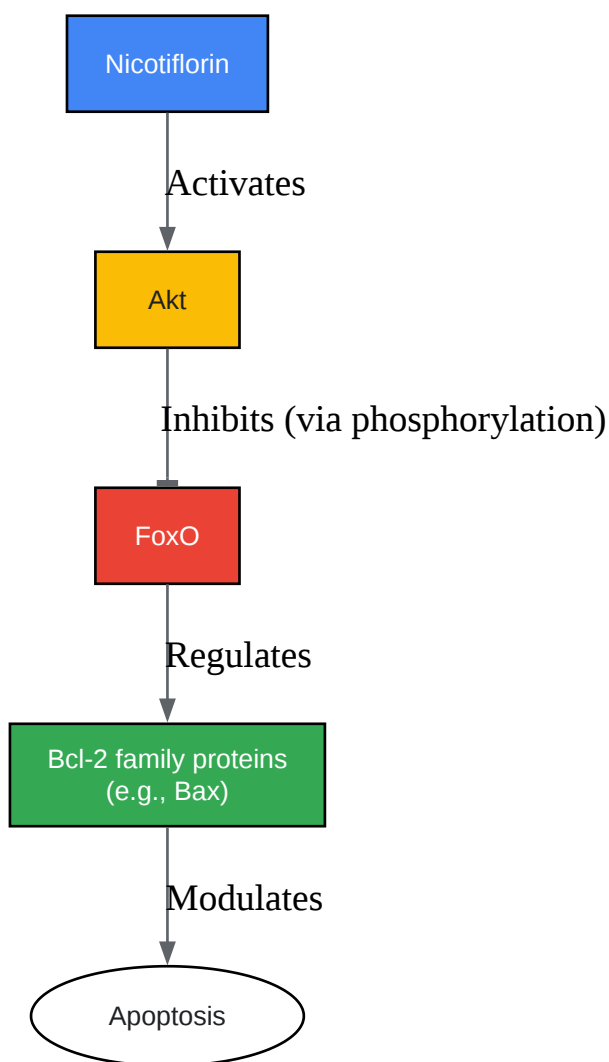 Nicotiflorin
Activates
Akt
Inhibits (via phosphorylation)
FoxO
Regulates
Bcl-2 family proteins
(e.g., Bax)
Modulates
Apoptosis